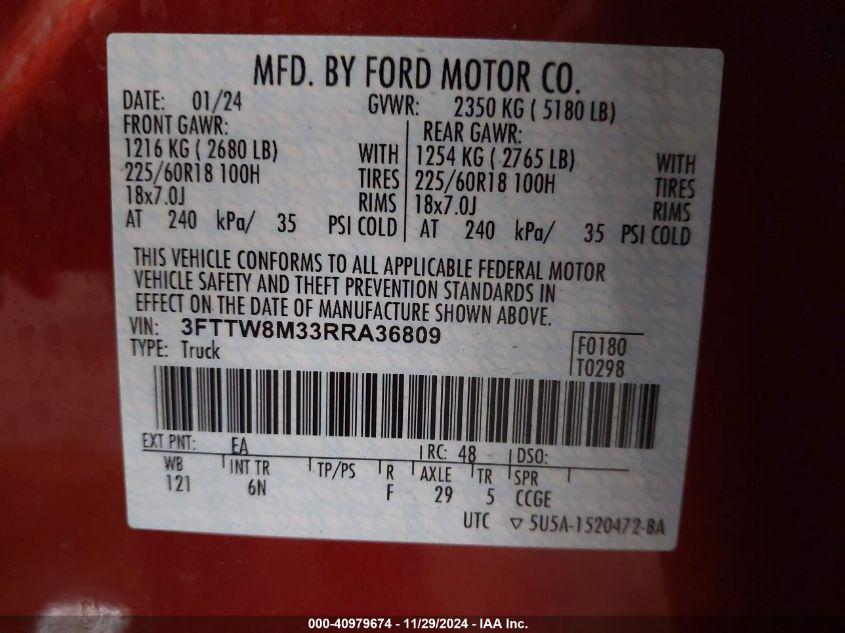 MFD. BY FORD MOTOR CO.
DATE: 01/24 GVWR: 2350 KG ( 5180 LB)
FRONT GAWR: REAR GAWR:
1216 KG ( 2680 LB) WITH 1254 KG ( 2765 LB) WITH
225/60R18 100H TIRES 225/60R18 100H TIRES
18x7.0J RIMS 18x7.0J RIMS
AT 240 kPa/ 35 PSI COLD AT 240 kPa/ 35 PSI COLD
THIS VEHICLE CONFORMS TO ALL APPLICABLE FEDERAL MOTOR
VEHICLE SAFETY AND THEFT PREVENTION STANDARDS IN
EFFECT ON THE DATE OF MANUFACTURE SHOWN ABOVE.
VIN: 3FTTW8M33RRA36809
TYPE: Truck
F0180
T0298
EXT PNT: EA RC: 48 DSO:
WB INT TR TP/PS R AXLE TR SPR
121 6N F 29 5 CCGE
UTC ▽ 5U5A-1520472-BA
000-40979674 - 11/29/2024 - IAA Inc.